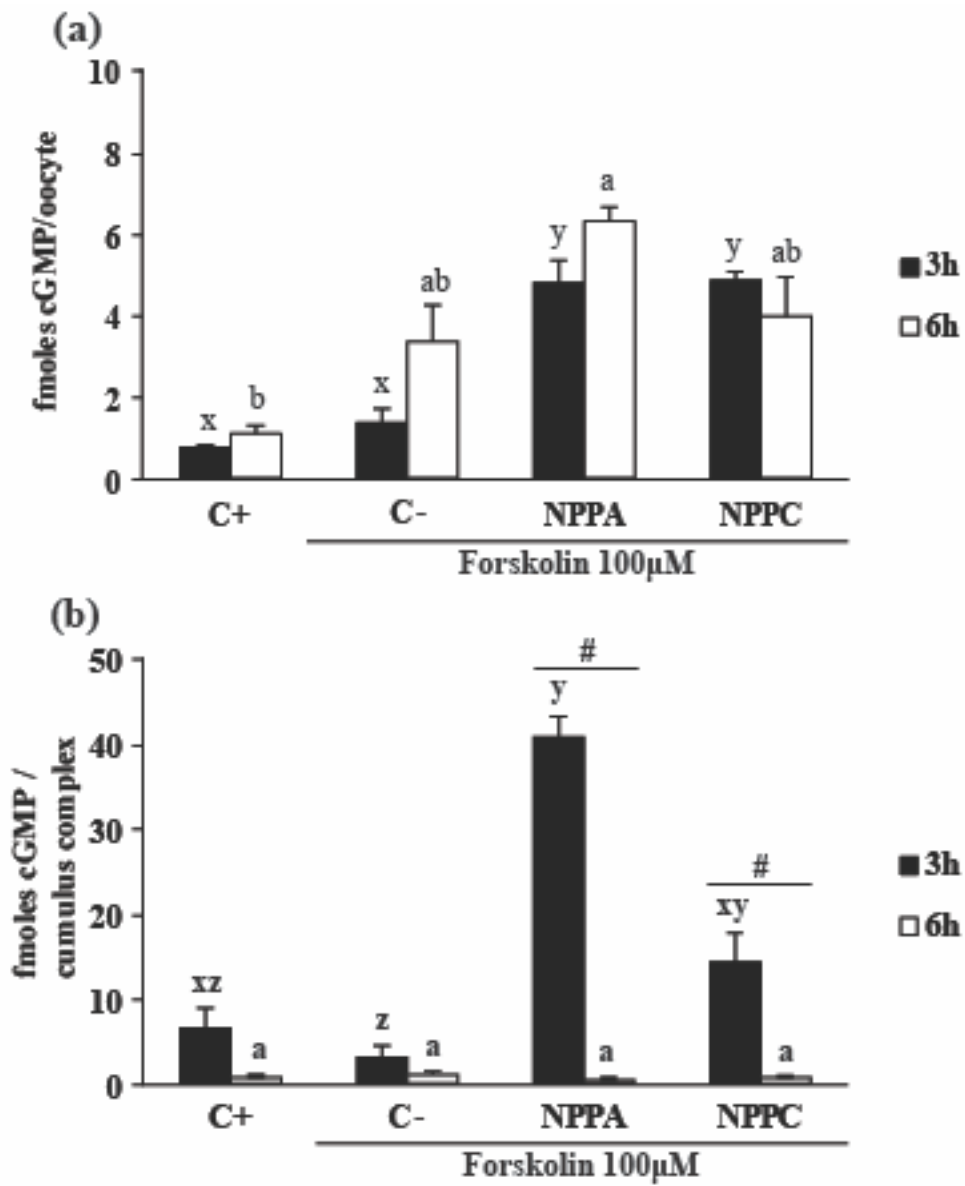 (a)
fmoles cGMP/oocyte
10
8
6
4
2
0
x
b
x
ab
y
a
y
ab
3h
6h
C+
C-
NPPA
NPPC
Forskolin 100µM
(b)
fmoles cGMP /
cumulus complex
50
40
30
20
10
0
xz
a
z
a
#
y
a
#
xy
a
3h
6h
C+
C-
NPPA
NPPC
Forskolin 100µM